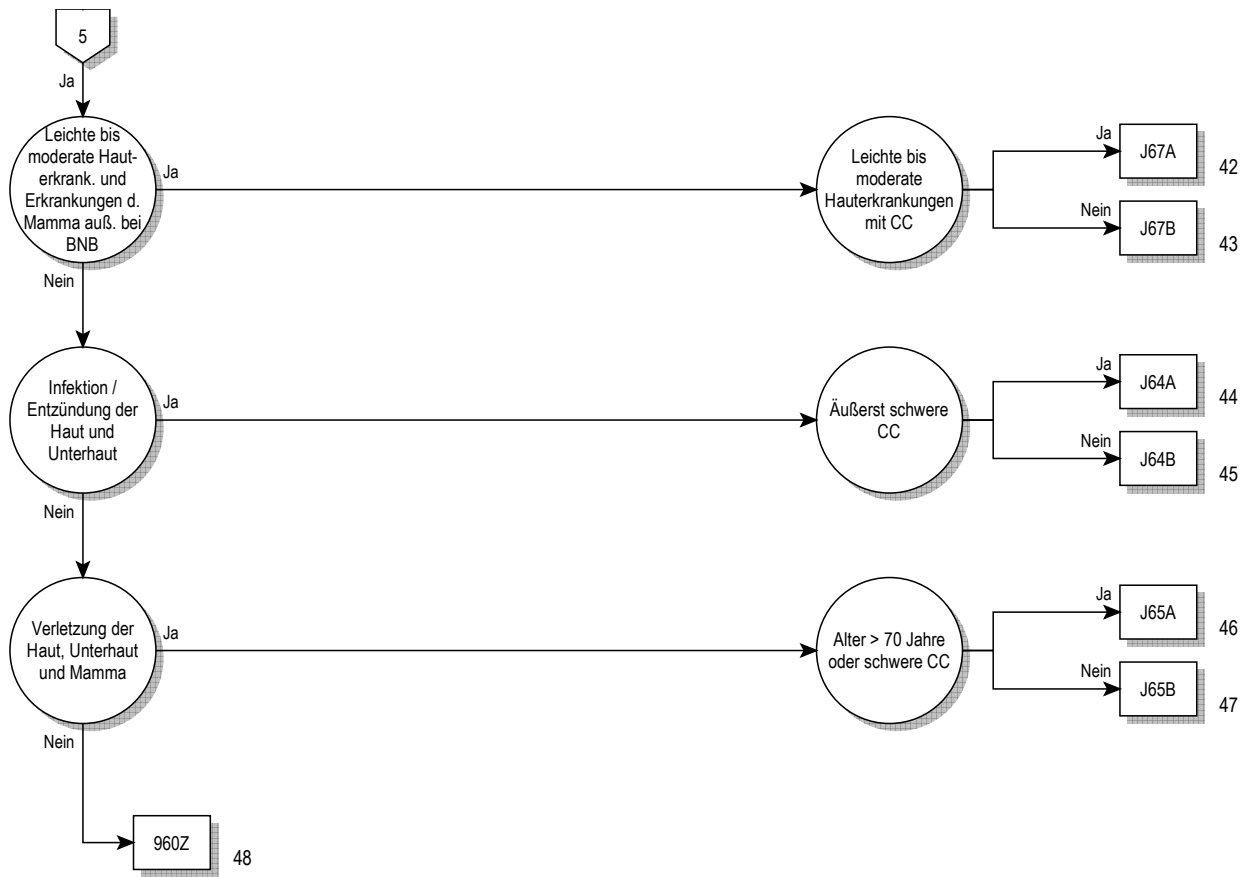 5
Ja
Leichte bis
moderate Haut-
erkrank. und
Erkrankungen d.
Mamma auß. bei
BNB
Ja
Leichte bis
moderate
Hauterkrankungen
mit CC
Ja
J67A
42
Nein
J67B
43
Nein
Infektion /
Entzündung der
Haut und
Unterhaut
Ja
Äußerst schwere
CC
Ja
J64A
44
Nein
J64B
45
Nein
Verletzung der
Haut, Unterhaut
und Mamma
Ja
Alter > 70 Jahre
oder schwere CC
Ja
J65A
46
Nein
J65B
47
Nein
960Z
48